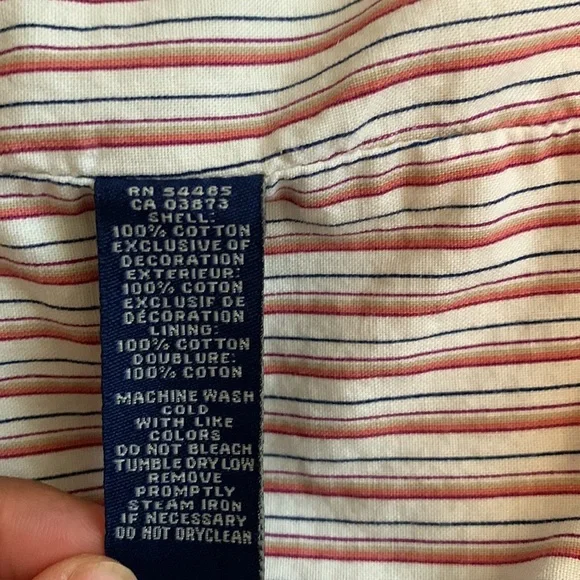 RN 54485
CA 03873
SHELL:
100% COTTON
EXCLUSIVE OF
DECORATION
EXTERIEUR:
100% COTON
EXCLUSIF DE
DÉCORATION
LINING:
100% COTTON
DOUBLURE:
100% COTON
MACHINE WASH
COLD
WITH LIKE
COLORS
DO NOT BLEACH
TUMBLE DRY LOW
REMOVE
PROMPTLY
STEAM IRON
IF NECESSARY
DO NOT DRYCLEAN